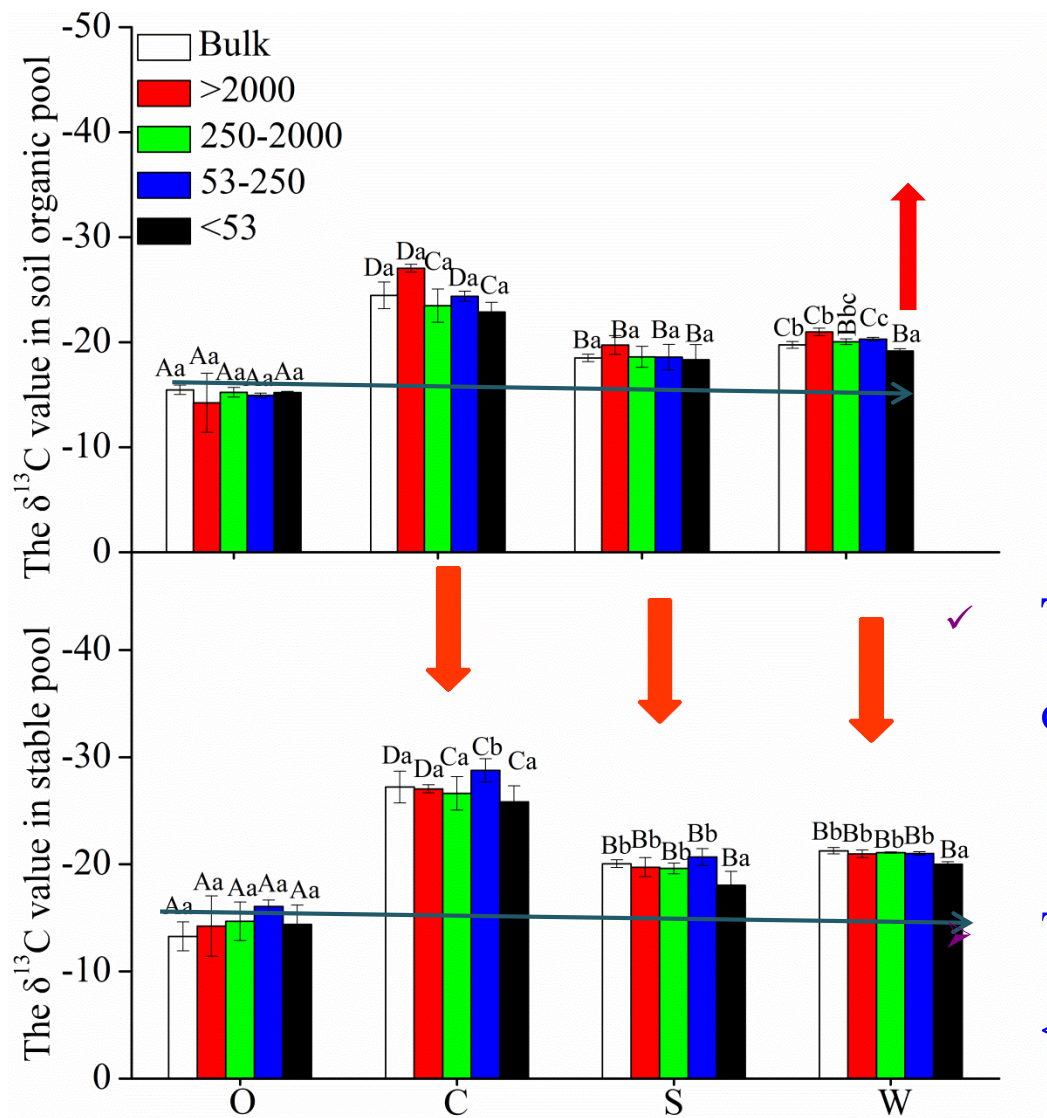 The δ¹³C value in soil organic pool
-50
-40
-30
-20
-10
0
Bulk
>2000
250-2000
53-250
<53
Aa Aa Aa Aa Aa
Da Da Ca Da Ca
Ba Ba Ba Ba
Cb Cb Bbc Cc Ba
The δ¹³C value in stable pool
-40
-30
-20
-10
0
Aa Aa Aa Aa Aa
Da Da Ca Cb Ca
Bb Bb Bb Bb Ba
Bb Bb Bb Bb Ba
O C S W